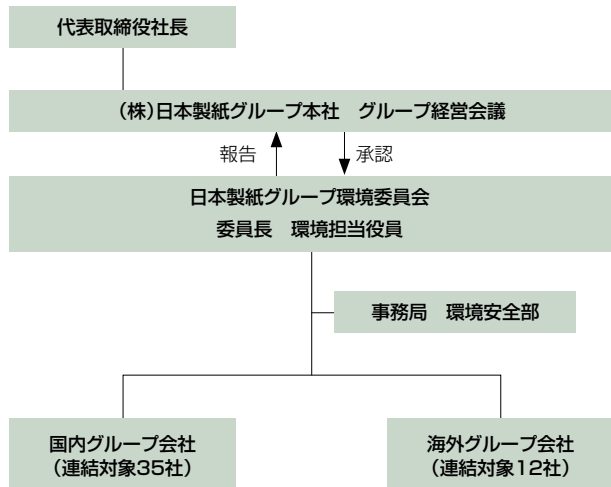 代表取締役社長
(株)日本製紙グループ本社　グループ経営会議
報告
承認
日本製紙グループ環境委員会
委員長　環境担当役員
事務局　環境安全部
国内グループ会社
(連結対象35社)
海外グループ会社
(連結対象12社)